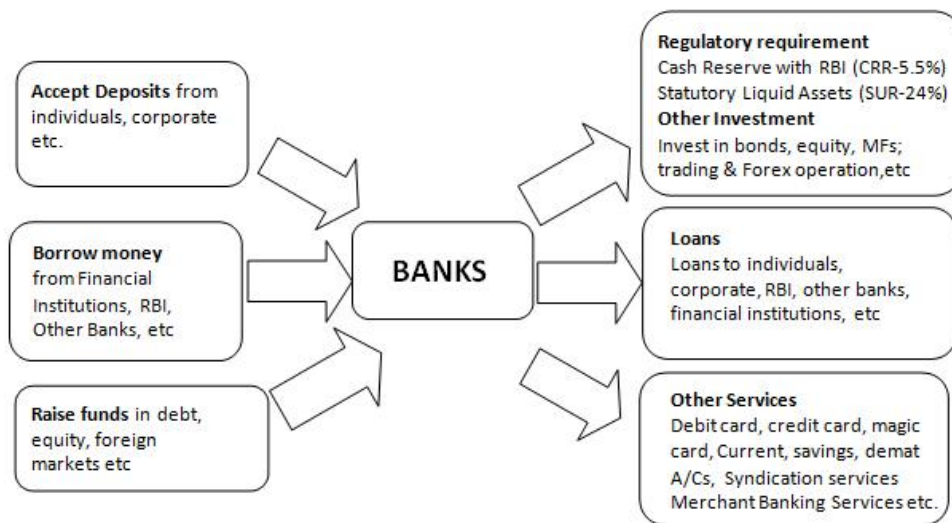 Accept Deposits from
individuals, corporate
etc.
Borrow money
from Financial
Institutions, RBI,
Other Banks, etc
Raise funds in debt,
equity, foreign
markets etc
BANKS
Regulatory requirement
Cash Reserve with RBI (CRR-5.5%)
Statutory Liquid Assets (SUR-24%)
Other Investment
Invest in bonds, equity, MFs;
trading & Forex operation,etc
Loans
Loans to individuals,
corporate, RBI, other banks,
financial institutions, etc
Other Services
Debit card, credit card, magic
card, Current, savings, demat
A/Cs, Syndication services
Merchant Banking Services etc.